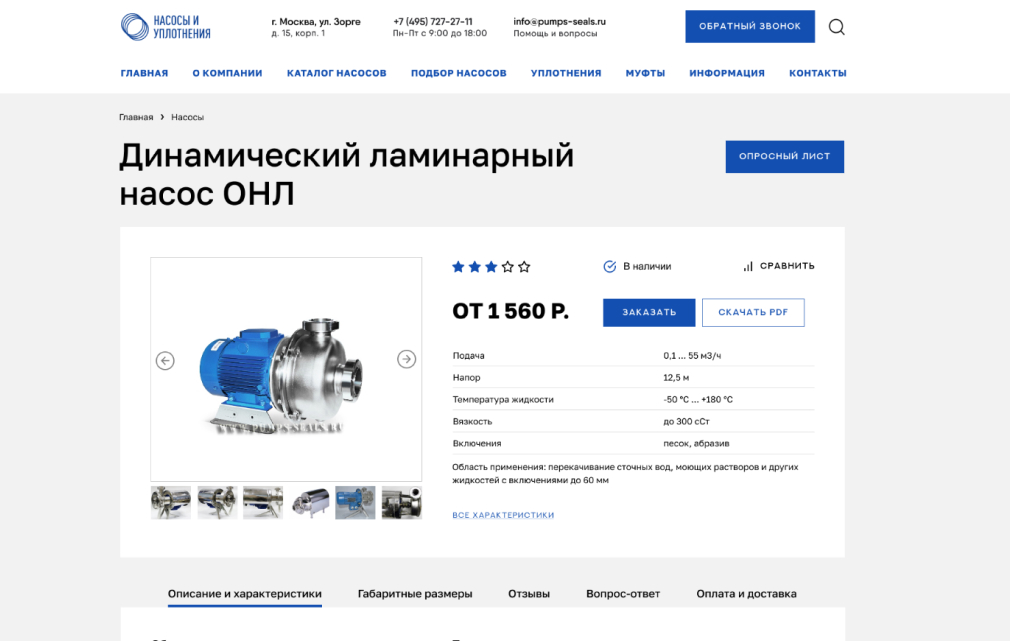 НАСОСЫ И
УПЛОТНЕНИЯ
г. Москва, ул. Зорге
д. 15, корп. 1
+7 (495) 727-27-11
Пн-Пт с 9:00 до 18:00
info@pumps-seals.ru
Помощь и вопросы
ОБРАТНЫЙ ЗВОНОК
ГЛАВНАЯ О КОМПАНИИ КАТАЛОГ НАСОСОВ ПОДБОР НАСОСОВ УПЛОТНЕНИЯ МУФТЫ ИНФОРМАЦИЯ КОНТАКТЫ
Главная › Насосы
Динамический ламинарный
насос ОНЛ
ОПРОСНЫЙ ЛИСТ
В наличии
СРАВНИТЬ
ОТ 1 560 Р.
ЗАКАЗАТЬ
СКАЧАТЬ PDF
Подача 0,1 ... 55 м3/ч
Напор 12,5 м
Температура жидкости -50 °С ... +180 °С
Вязкость до 300 сСт
Включения песок, абразив
Область применения: перекачивание сточных вод, моющих растворов и других
жидкостей с включениями до 60 мм
ВСЕ ХАРАКТЕРИСТИКИ
Описание и характеристики Габаритные размеры Отзывы Вопрос-ответ Оплата и доставка